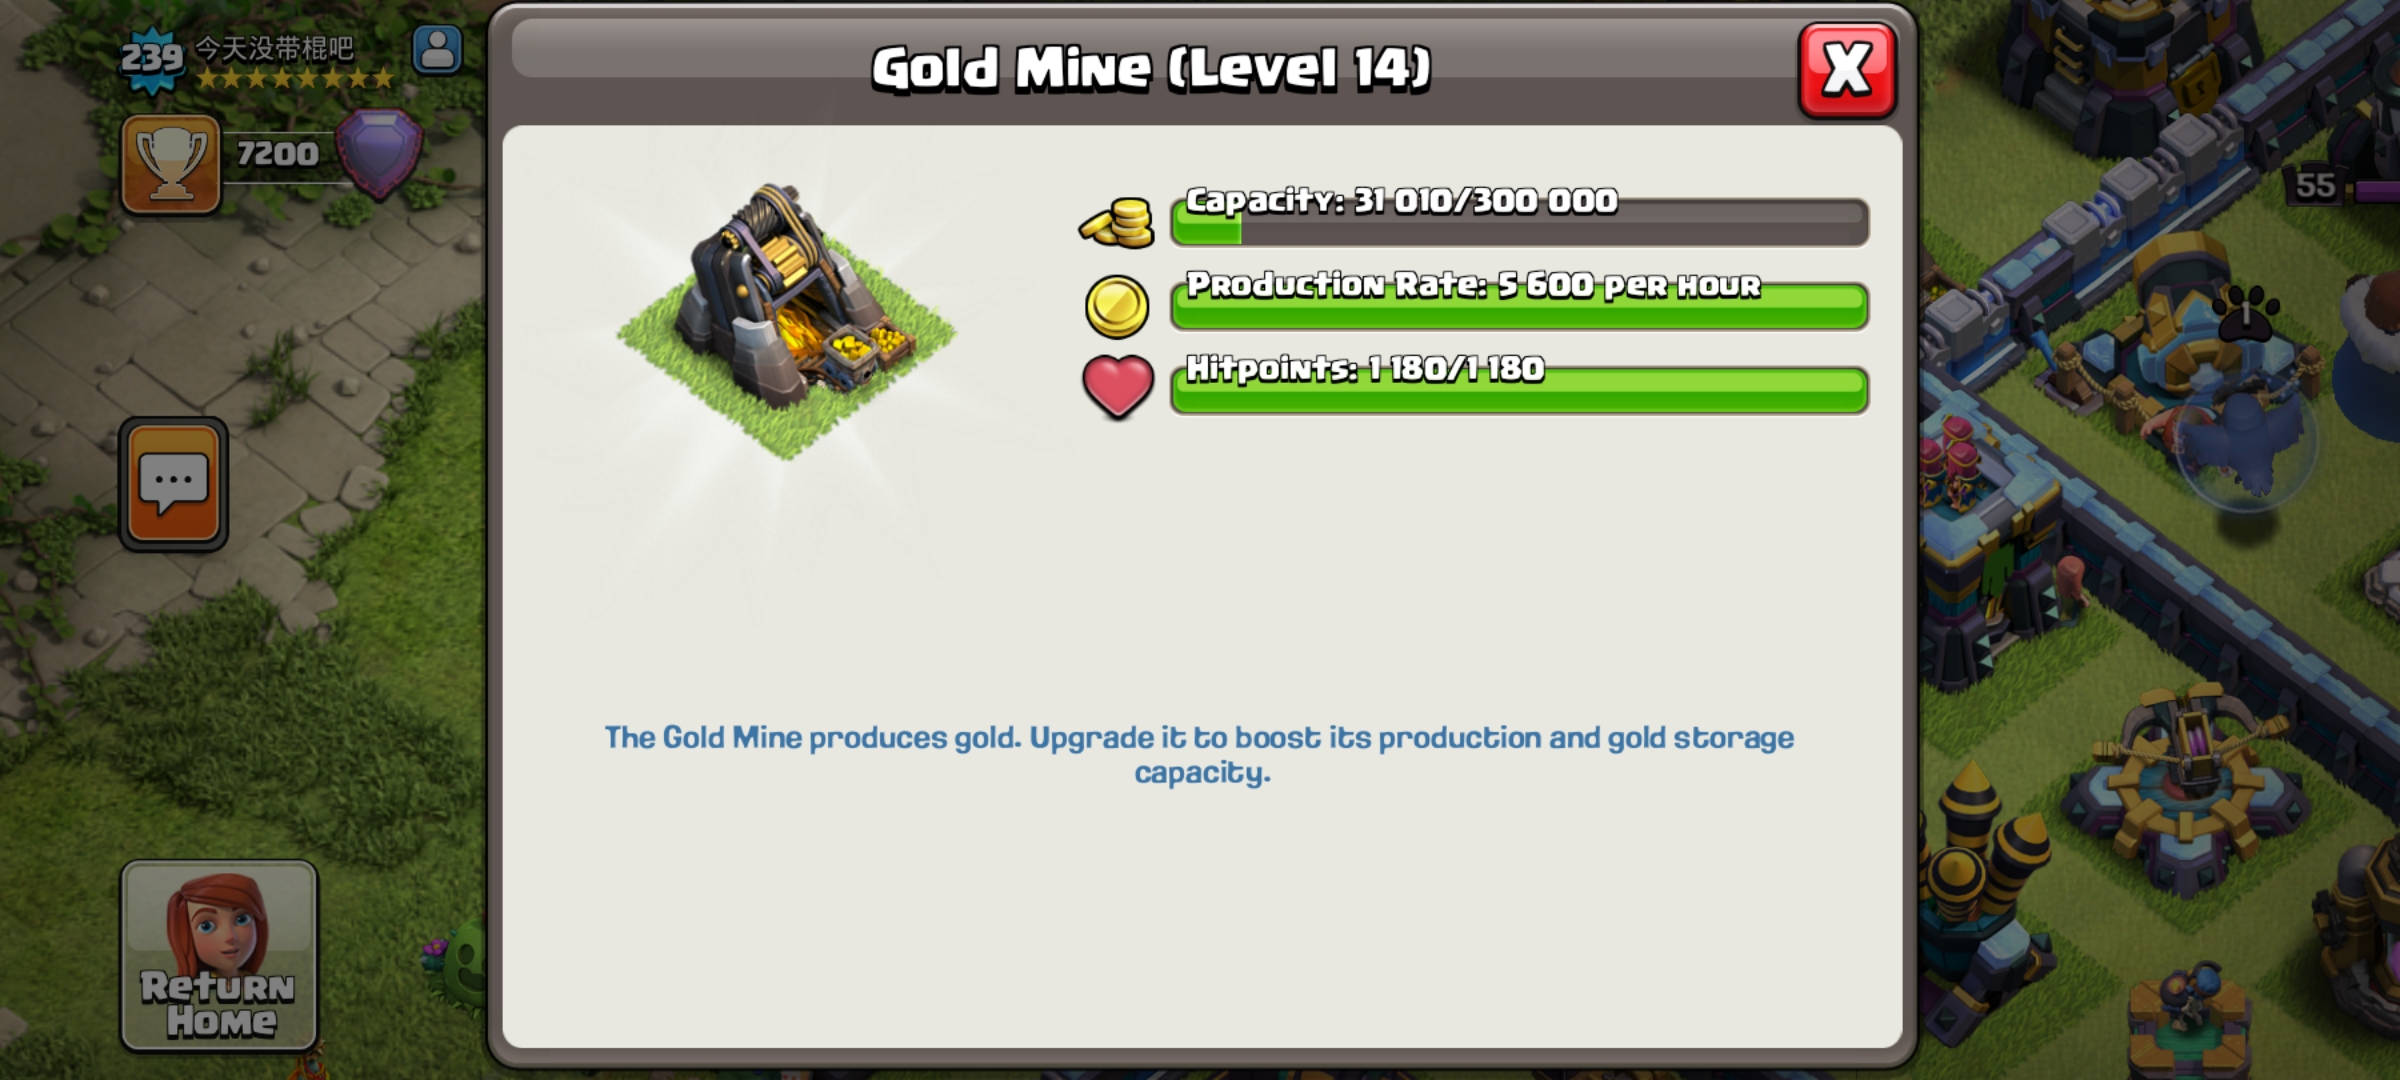 239 今天没带棍吧
7200
Gold Mine (Level 14)
X
Capacity: 31 010/300 000
Production Rate: 5 600 per hour
Hitpoints: 1 180/1 180
The Gold Mine produces gold. Upgrade it to boost its production and gold storage
capacity.
55
1
Return
Home